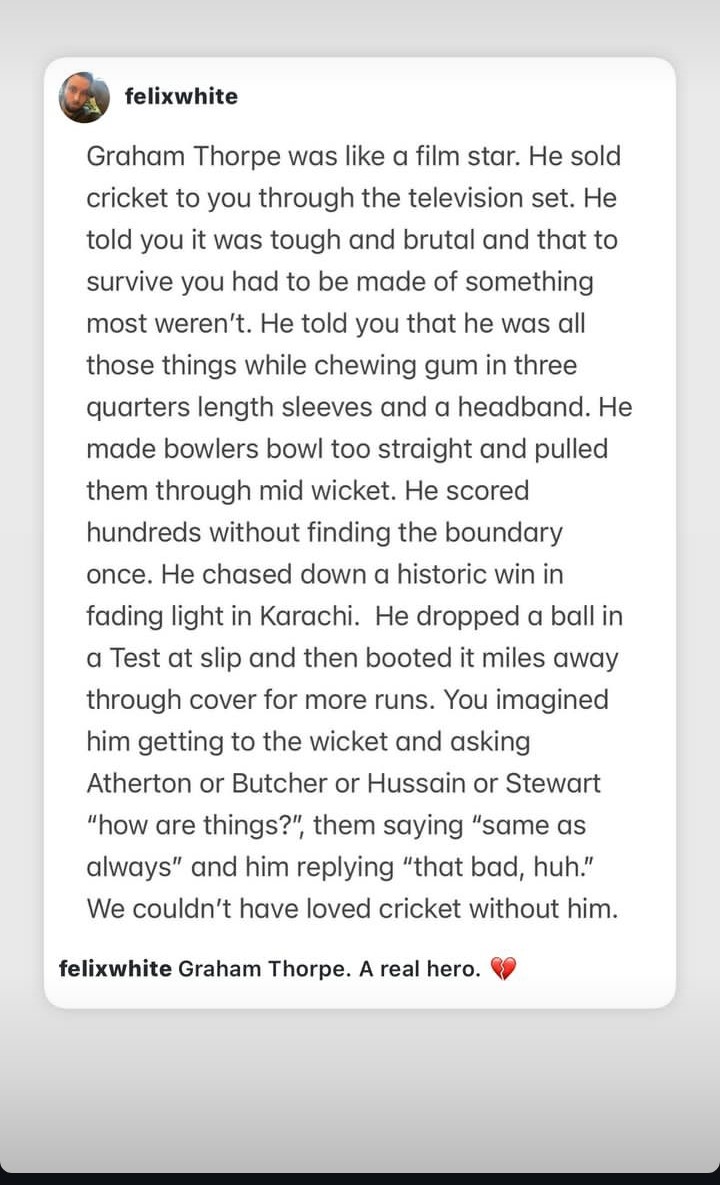 felixwhite
Graham Thorpe was like a film star. He sold
cricket to you through the television set. He
told you it was tough and brutal and that to
survive you had to be made of something
most weren’t. He told you that he was all
those things while chewing gum in three
quarters length sleeves and a headband. He
made bowlers bowl too straight and pulled
them through mid wicket. He scored
hundreds without finding the boundary
once. He chased down a historic win in
fading light in Karachi.  He dropped a ball in
a Test at slip and then booted it miles away
through cover for more runs. You imagined
him getting to the wicket and asking
Atherton or Butcher or Hussain or Stewart
“how are things?”, them saying “same as
always” and him replying “that bad, huh.”
We couldn’t have loved cricket without him.
felixwhite Graham Thorpe. A real hero. 💔